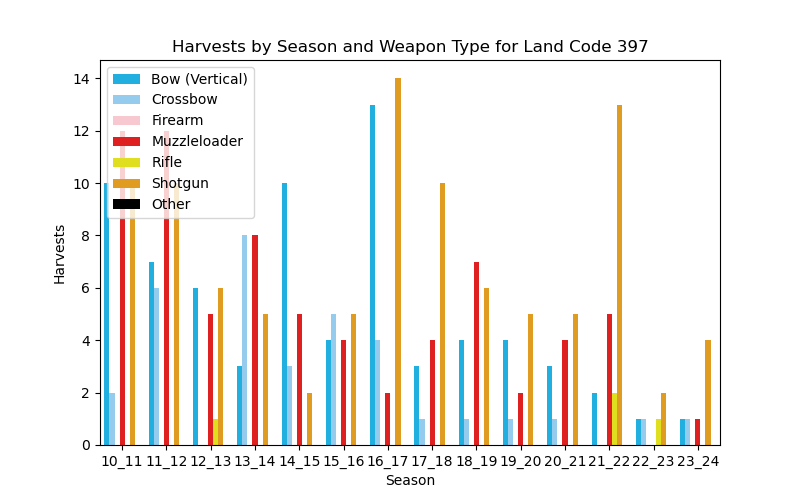 Harvests by Season and Weapon Type for Land Code 397
14
12
10
8
6
4
2
0
Harvests
Bow (Vertical)
Crossbow
Firearm
Muzzleloader
Rifle
Shotgun
Other
10_11 11_12 12_13 13_14 14_15 15_16 16_17 17_18 18_19 19_20 20_21 21_22 22_23 23_24
Season